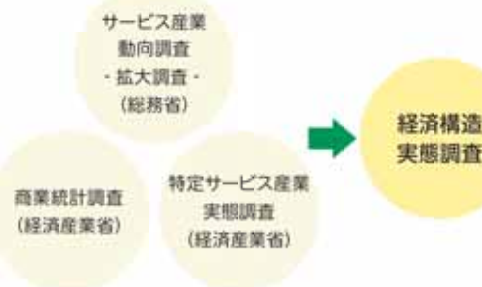 サービス産業
動向調査
・拡大調査・
（総務省）
商業統計調査
（経済産業省）
特定サービス産業
実態調査
（経済産業省）
経済構造
実態調査